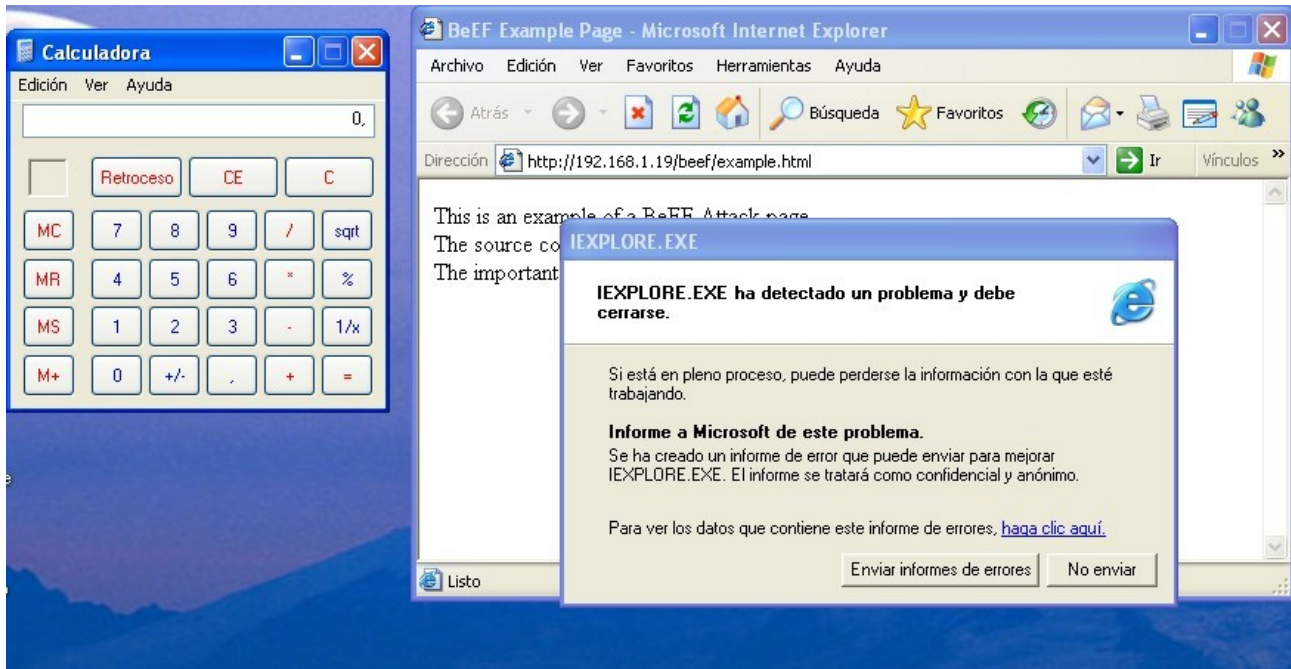 Calculadora
Edición Ver Ayuda
0,
Retroceso CE C
MC 7 8 9 / sqrt
MR 4 5 6 * %
MS 1 2 3 - 1/x
M+ 0 +/- , + =
BeEF Example Page - Microsoft Internet Explorer
Archivo Edición Ver Favoritos Herramientas Ayuda
Atrás Búsqueda Favoritos
Dirección http://192.168.1.19/beef/example.html Ir Vínculos »
This is an example of a BeEF Attack page
The source co
The important
IEXPLORE.EXE
IEXPLORE.EXE ha detectado un problema y debe
cerrarse.
Si está en pleno proceso, puede perderse la información con la que esté
trabajando.
Informe a Microsoft de este problema.
Se ha creado un informe de error que puede enviar para mejorar
IEXPLORE.EXE. El informe se tratará como confidencial y anónimo.
Para ver los datos que contiene este informe de errores, haga clic aquí.
Enviar informes de errores No enviar
Listo